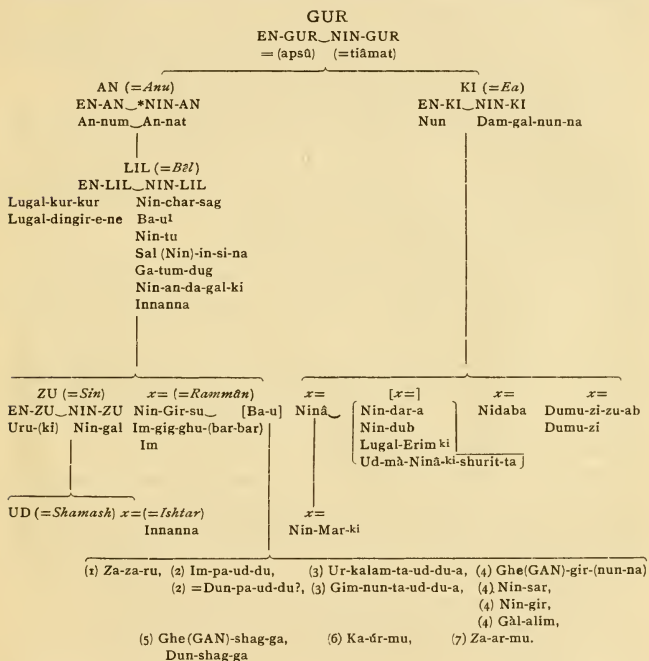 GUR
EN-GUR‿NIN-GUR
= (apsû) (=tiâmat)
AN (=Anu) KI (=Ea)
EN-AN‿*NIN-AN EN-KI‿NIN-KI
An-num‿An-nat Nun Dam-gal-nun-na
LIL (=Bêl)
EN-LIL‿NIN-LIL
Lugal-kur-kur Nin-char-sag
Lugal-dingir-e-ne Ba-u¹
Nin-tu
Sal (Nin)-in-si-na
Ga-tum-dug
Nin-an-da-gal-ki
Innanna
ZU (=Sin) x= (=Rammân) x= [x=] x= x=
EN-ZU‿NIN-ZU Nin-Gir-su‿ [Ba-u] Ninâ‿ Nin-dar-a Nidaba Dumu-zi-zu-ab
Uru-(ki) Nin-gal Im-gig-ghu-(bar-bar) Nin-dub Dumu-zi
Im Lugal-Erim ki
Ud-mà-Ninâ-ki-shurit-ta
UD (=Shamash) x=(=Ishtar) x=
Innanna Nin-Mar-ki
(1) Za-za-ru, (2) Im-pa-ud-du, (3) Ur-kalam-ta-ud-du-a, (4) Ghe(GAN)-gir-(nun-na)
(2) =Dun-pa-ud-du?, (3) Gim-nun-ta-ud-du-a, (4) Nin-sar,
(4) Nin-gir,
(4) Gàl-alim,
(5) Ghe(GAN)-shag-ga, (6) Ka-úr-mu, (7) Za-ar-mu.
Dun-shag-ga